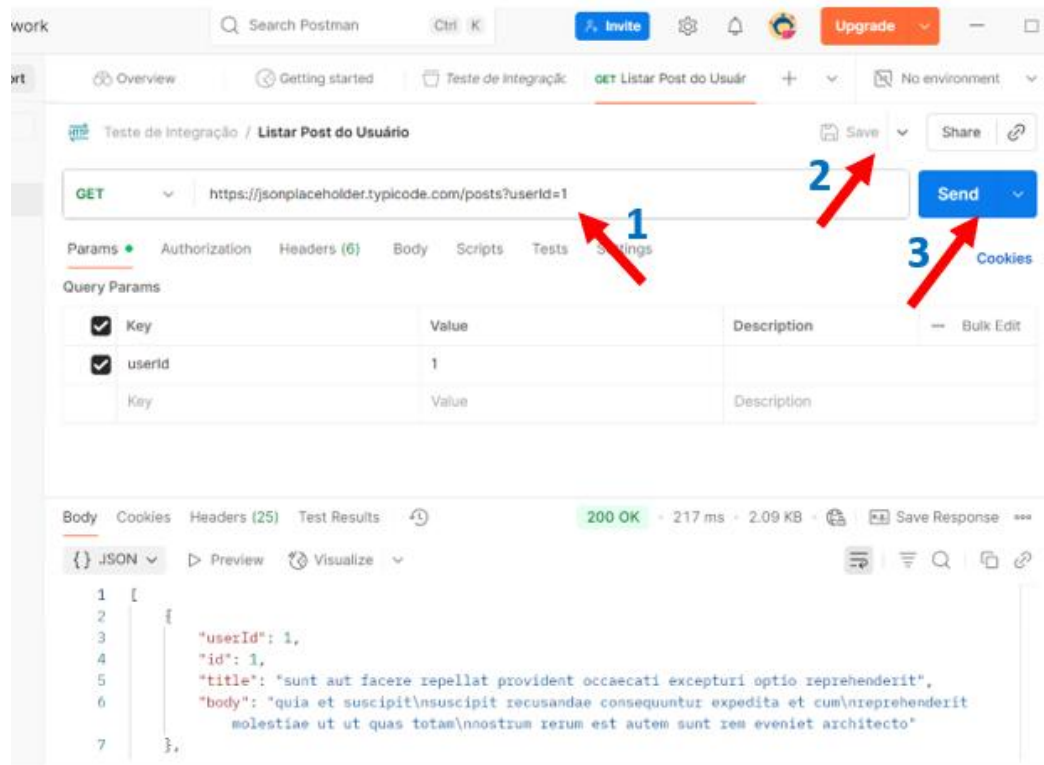 work Search Postman Ctrl K Invite Upgrade
ort Overview Getting started Teste de Integraçãc GET Listar Post do Usuár No environment
HTTP Teste de Integração / Listar Post do Usuário Save Share
2
GET https://jsonplaceholder.typicode.com/posts?userId=1 Send
1
3
Params Authorization Headers (6) Body Scripts Tests Settings Cookies
Query Params
Key Value Description Bulk Edit
userId 1
Key Value Description
Body Cookies Headers (25) Test Results 200 OK 217 ms 2.09 KB e.g. Save Response
{} JSON Preview Visualize
1 [
2 {
3 "userId": 1,
4 "id": 1,
5 "title": "sunt aut facere repellat provident occaecati excepturi optio reprehenderit",
6 "body": "quia et suscipit\nsuscipit recusandae consequuntur expedita et cum\nreprehenderit
molestiae ut ut quas totam\nnostrum rerum est autem sunt rem eveniet architecto"
7 },